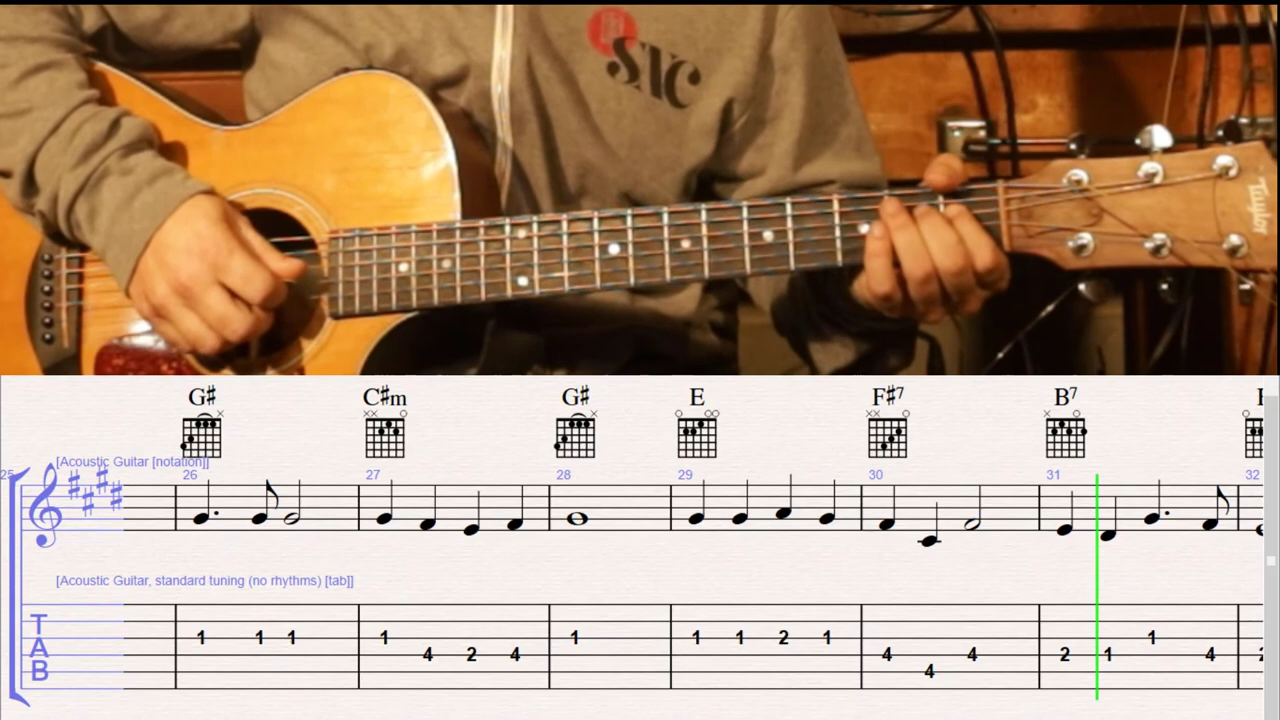 SNC
Taylor
G♯ C♯m G♯ E F♯7 B7
[Acoustic Guitar [notation]]
25 26 27 28 29 30 31 32
[Acoustic Guitar, standard tuning (no rhythms) [tab]]
T
A
B
1 1 1 1 4 2 4 1 1 1 2 1 4 4 4 2 1 1 4